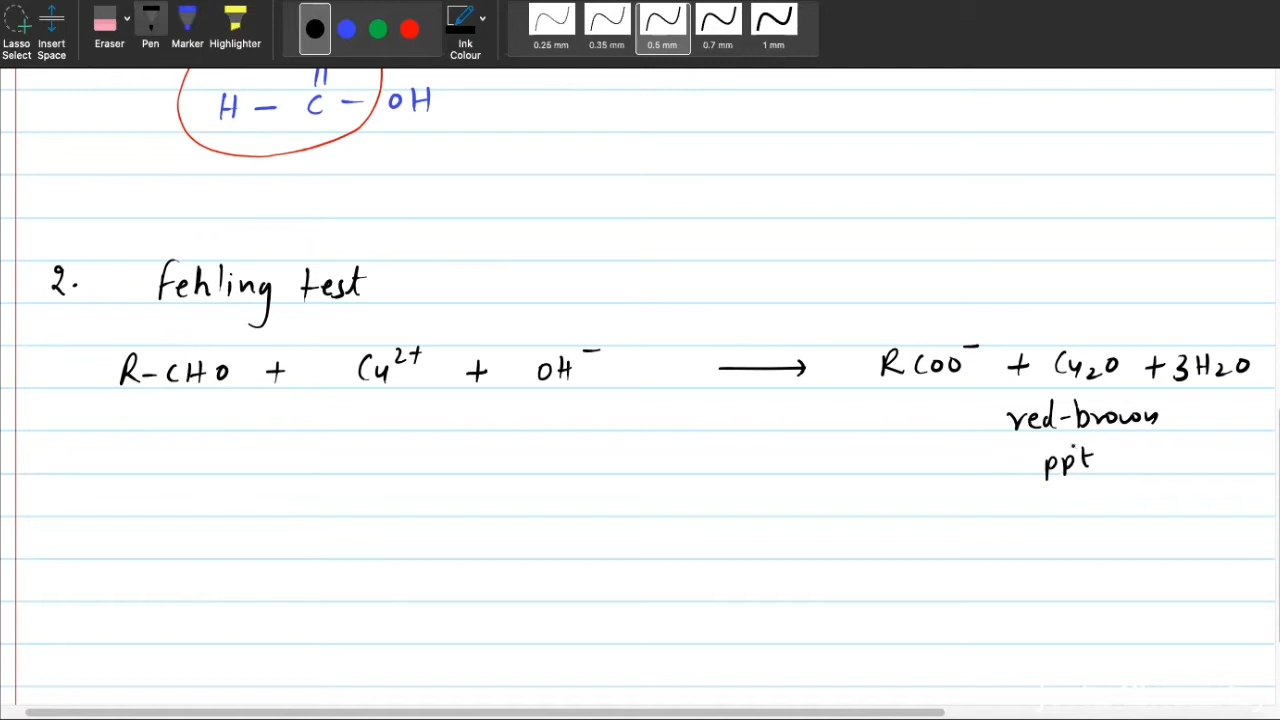 Lasso Select
Insert Space
Eraser
Pen
Marker
Highlighter
Ink Colour
0.25 mm
0.35 mm
0.5 mm
0.7 mm
1 mm
H – C – OH
2. Fehling test
R–CHO + Cu²⁺ + OH⁻ ⟶ RCOO⁻ + Cu₂O + 3H₂O
red-brown
ppt